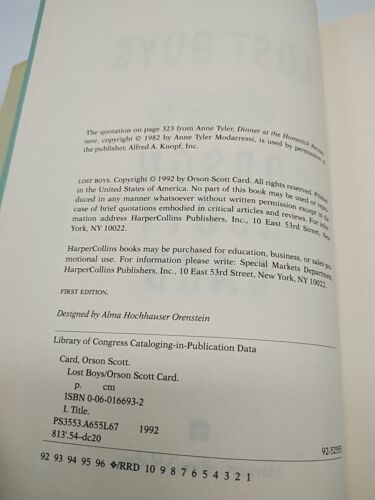 The quotation on page 323 from Anne Tyler, Dinner at the Homesick Restau-
rant, copyright © 1982 by Anne Tyler Modarressi, is used by permission of
the publisher, Alfred A. Knopf, Inc.
LOST BOYS. Copyright © 1992 by Orson Scott Card. All rights reserved. Printed
in the United States of America. No part of this book may be used or repro-
duced in any manner whatsoever without written permission except in the
case of brief quotations embodied in critical articles and reviews. For infor-
mation address HarperCollins Publishers, Inc., 10 East 53rd Street, New
York, NY 10022.
HarperCollins books may be purchased for education, business, or sales pro-
motional use. For information please write: Special Markets Department,
HarperCollins Publishers, Inc., 10 East 53rd Street, New York, NY 10022.
FIRST EDITION.
Designed by Alma Hochhauser Orenstein
Library of Congress Cataloging-in-Publication Data
Card, Orson Scott.
Lost Boys/Orson Scott Card.
p. cm
ISBN 0-06-016693-2
I. Title.
PS3553.A655L67 1992
813'.54-dc20 92-52555
92 93 94 95 96 ❖/RRD 10 9 8 7 6 5 4 3 2 1